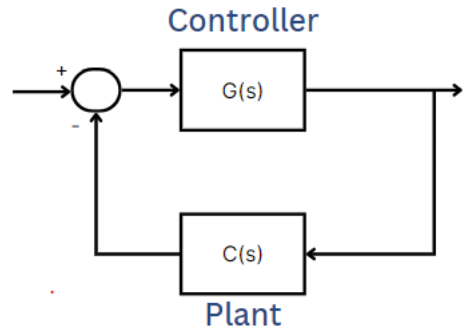 Controller
+
G(s)
-
C(s)
Plant